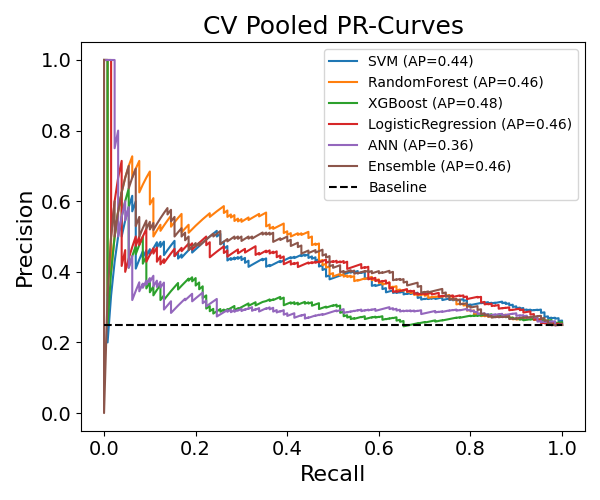 CV Pooled PR-Curves
SVM (AP=0.44)
RandomForest (AP=0.46)
XGBoost (AP=0.48)
LogisticRegression (AP=0.46)
ANN (AP=0.36)
Ensemble (AP=0.46)
Baseline
Precision
1.0
0.8
0.6
0.4
0.2
0.0
0.0 0.2 0.4 0.6 0.8 1.0
Recall